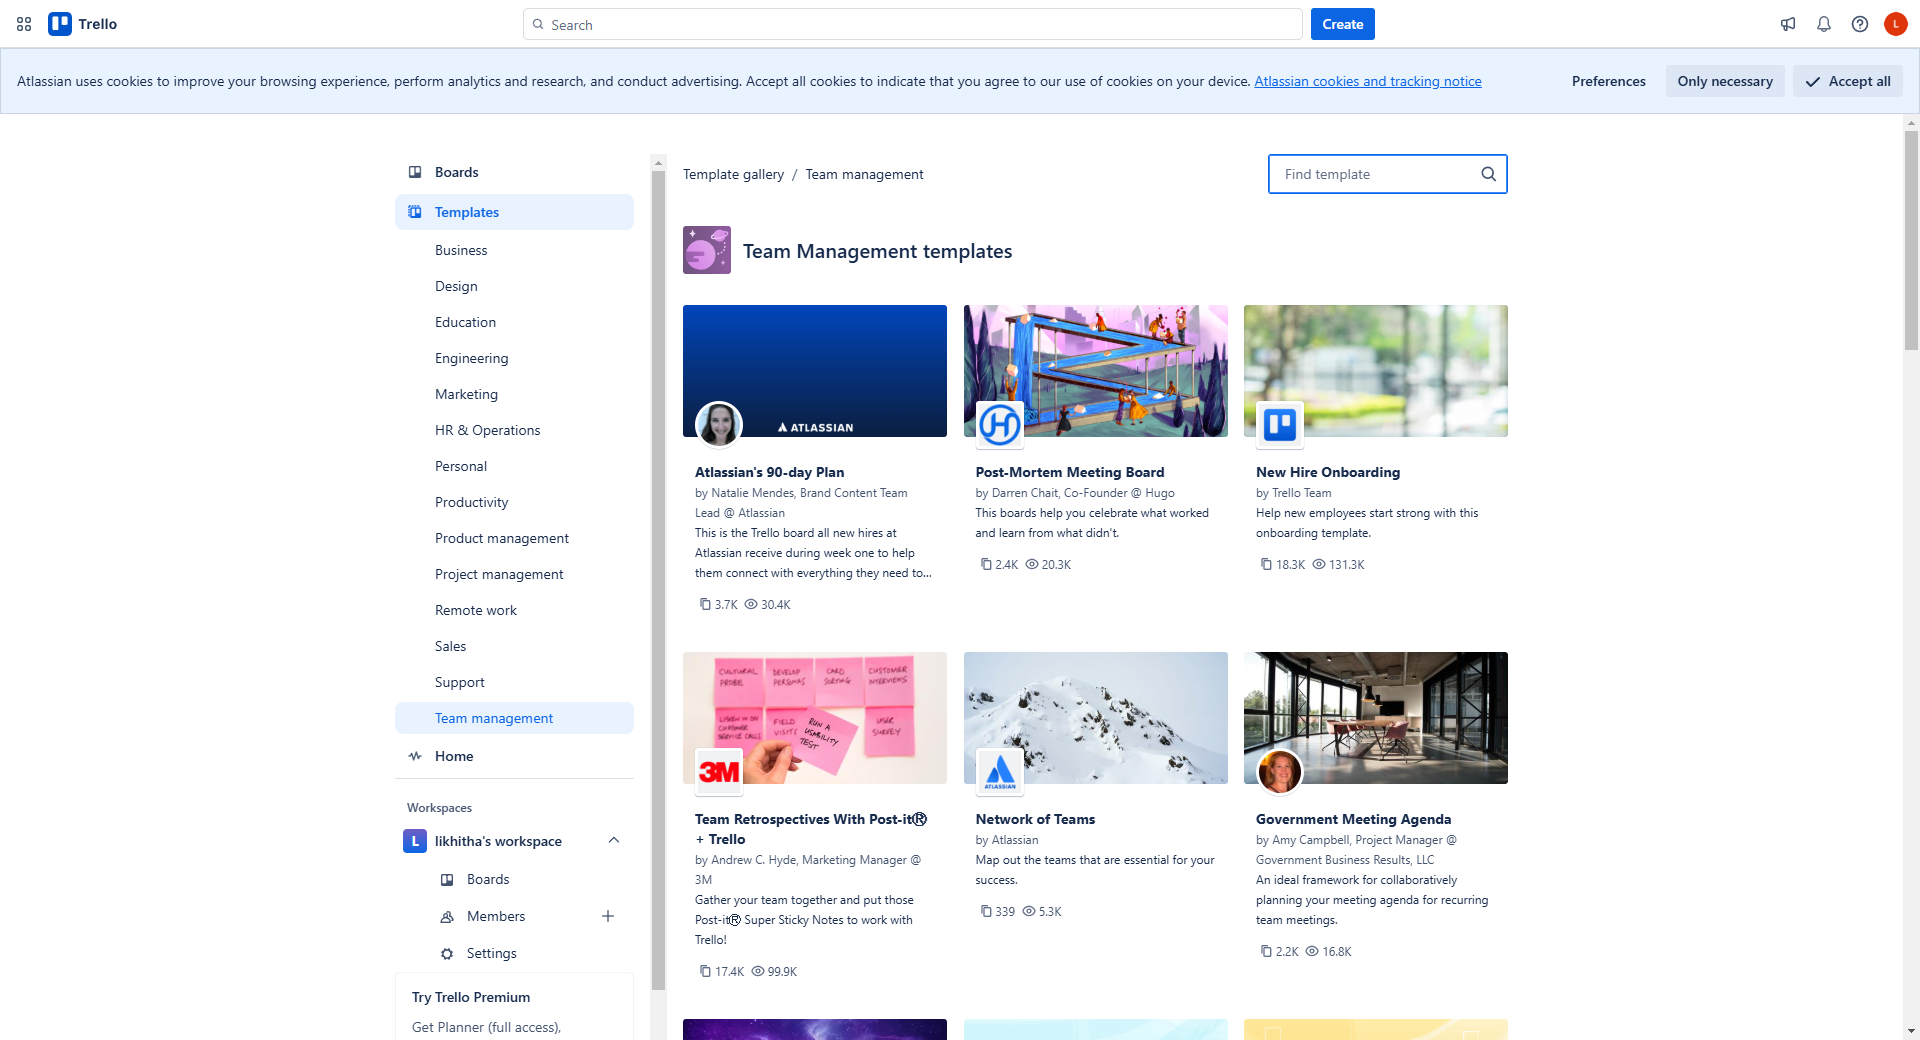 Trello
Search
Create
L
Atlassian uses cookies to improve your browsing experience, perform analytics and research, and conduct advertising. Accept all cookies to indicate that you agree to our use of cookies on your device. Atlassian cookies and tracking notice
Preferences
Only necessary
Accept all
Boards
Templates
Business
Design
Education
Engineering
Marketing
HR & Operations
Personal
Productivity
Product management
Project management
Remote work
Sales
Support
Team management
Home
Workspaces
L likhitha's workspace
Boards
Members
Settings
Try Trello Premium
Get Planner (full access),
Template gallery / Team management
Find template
Team Management templates
ATLASSIAN
Atlassian's 90-day Plan
by Natalie Mendes, Brand Content Team
Lead @ Atlassian
This is the Trello board all new hires at
Atlassian receive during week one to help
them connect with everything they need to...
3.7K 30.4K
H
Post-Mortem Meeting Board
by Darren Chait, Co-Founder @ Hugo
This boards help you celebrate what worked
and learn from what didn't.
2.4K 20.3K
New Hire Onboarding
by Trello Team
Help new employees start strong with this
onboarding template.
18.3K 131.3K
CULTURAL PROBE
DEVELOP PERSONAS
CARD SORTING
CUSTOMER INTERVIEWS
LISTEN IN ON CUSTOMER SERVICE CALLS
FIELD VISITS
RUN A USABILITY TEST
USER SURVEY
3M
Team Retrospectives With Post-it®
+ Trello
by Andrew C. Hyde, Marketing Manager @
3M
Gather your team together and put those
Post-it® Super Sticky Notes to work with
Trello!
17.4K 99.9K
ATLASSIAN
Network of Teams
by Atlassian
Map out the teams that are essential for your
success.
339 5.3K
Government Meeting Agenda
by Amy Campbell, Project Manager @
Government Business Results, LLC
An ideal framework for collaboratively
planning your meeting agenda for recurring
team meetings.
2.2K 16.8K